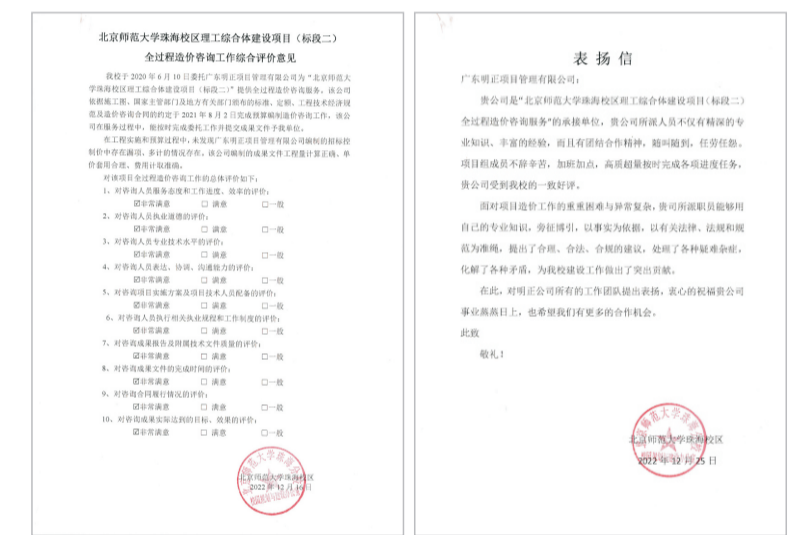 北京师范大学珠海校区理工综合体建设项目（标段二）
全过程造价咨询工作综合评价意见
我校于 2020 年 6 月 10 日委托广东明正项目管理有限公司为“北京师范大
学珠海校区理工综合体建设项目（标段二）”提供全过程造价咨询服务。该公司
依据施工图、国家主管部门及地方有关部门颁布的标准、定额、工程技术经济规
范及造价咨询合同的约定于 2021 年 8 月 2 日完成预算编制造价咨询工作，该公
司在服务过程中，能按时完成委托工作并提交成果文件予我单位。
在工程实施和预算过程中，未发现广东明正项目管理有限公司编制的招标控
制价中存在漏项、多计的情况存在。该公司编制的成果文件工程量计算正确、单
价套用合理、费用计取准确。
对该项目全过程造价咨询工作的总体评价如下：
1、对咨询人员服务态度和工作进度、效率的评价：
☑非常满意 □ 满意 □一般
2、对咨询人员执业道德的评价：
☑非常满意 □ 满意 □一般
3、对咨询人员专业技术水平的评价：
☑非常满意 □ 满意 □一般
4、对咨询人员表达、协调、沟通能力的评价：
☑非常满意 □ 满意 □一般
5、对咨询项目实施方案及项目技术人员配备的评价：
☑非常满意 □ 满意 □一般
6、对咨询人员执行相关执业规程和工作制度的评价：
☑非常满意 □ 满意 □一般
7、对咨询成果报告及附属技术文件质量的评价：
☑非常满意 □ 满意 □一般
8、对咨询成果文件的完成时间的评价：
☑非常满意 □ 满意 □一般
9、对咨询合同履行情况的评价：
☑非常满意 □ 满意 □一般
10、对咨询成果实际达到的目标、效果的评价：
☑非常满意 □ 满意 □一般
北京师范大学珠海校区
2022 年 12 月 16 日
表扬信
广东明正项目管理有限公司：
贵公司是“北京师范大学珠海校区理工综合体建设项目(标段二)
全过程造价咨询服务”的承接单位，贵公司所派人员不仅有精深的专
业知识、丰富的经验，而且有团结合作精神，随叫随到，任劳任怨。
项目组成员不辞辛苦，加班加点，高质超量按时完成各项进度任务，
贵公司受到我校的一致好评。
面对项目造价工作的重重困难与异常复杂，贵司所派职员能够用
自己的专业知识，旁征博引，以事实为依据，以有关法律、法规和规
范为准绳，提出了合理、合法、合规的建议，处理了各种疑难杂症，
化解了各种矛盾，为我校建设工作做出了突出贡献。
在此，对明正公司所有的工作团队提出表扬，衷心的祝福贵公司
事业蒸蒸日上，也希望我们有更多的合作机会。
此致
敬礼！
北京师范大学珠海校区
2022 年 12 月 25 日